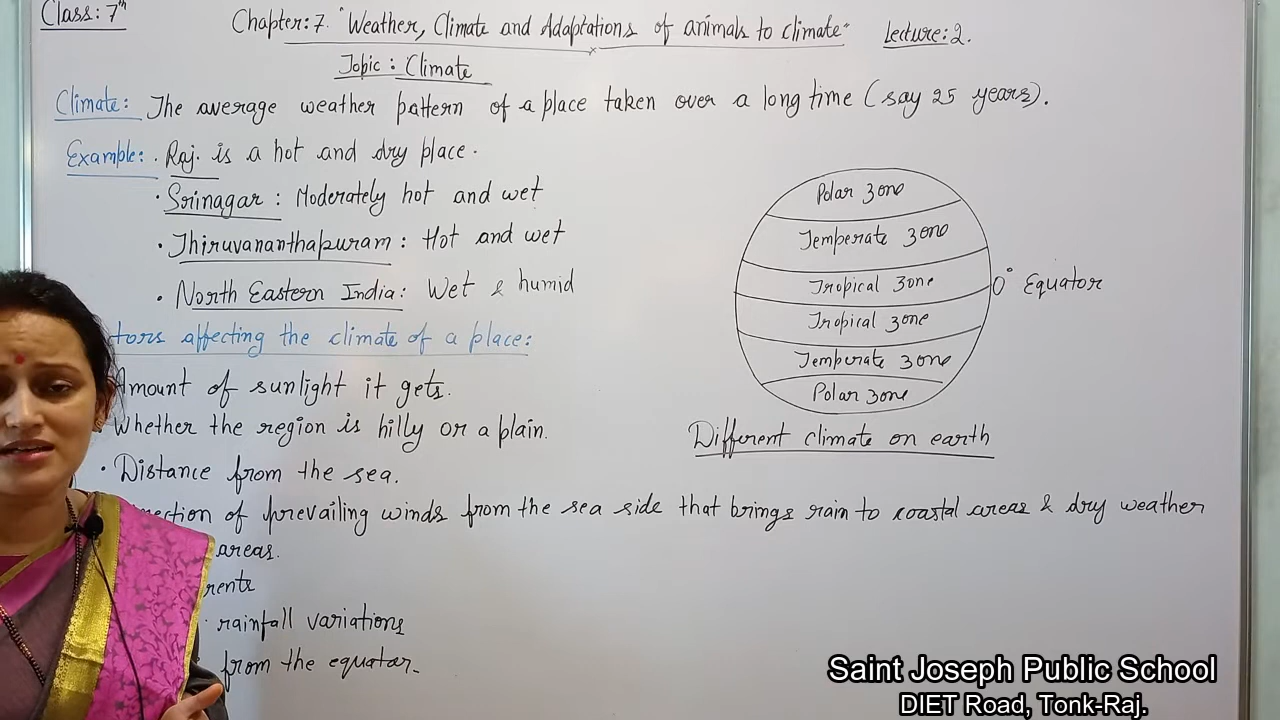 Class: 7th
Chapter: 7. "Weather, Climate and Adaptations of animals to climate"
Lecture: 2.
Topic : Climate
Climate: The average weather pattern of a place taken over a long time (say 25 years).
Example: · Raj. is a hot and dry place.
· Srinagar : Moderately hot and wet
· Thiruvananthapuram : Hot and wet
· North Eastern India : Wet & humid
affecting the climate of a place:
Amount of sunlight it gets.
Whether the region is hilly or a plain.
· Distance from the sea.
of prevailing winds from the sea side that brings rain to coastal areas & dry weather
areas.
rainfall variations
from the equator.
Polar zone
Temperate zone
Tropical zone
0° Equator
Tropical zone
Temperate zone
Polar zone
Different climate on earth
Saint Joseph Public School
DIET Road, Tonk-Raj.